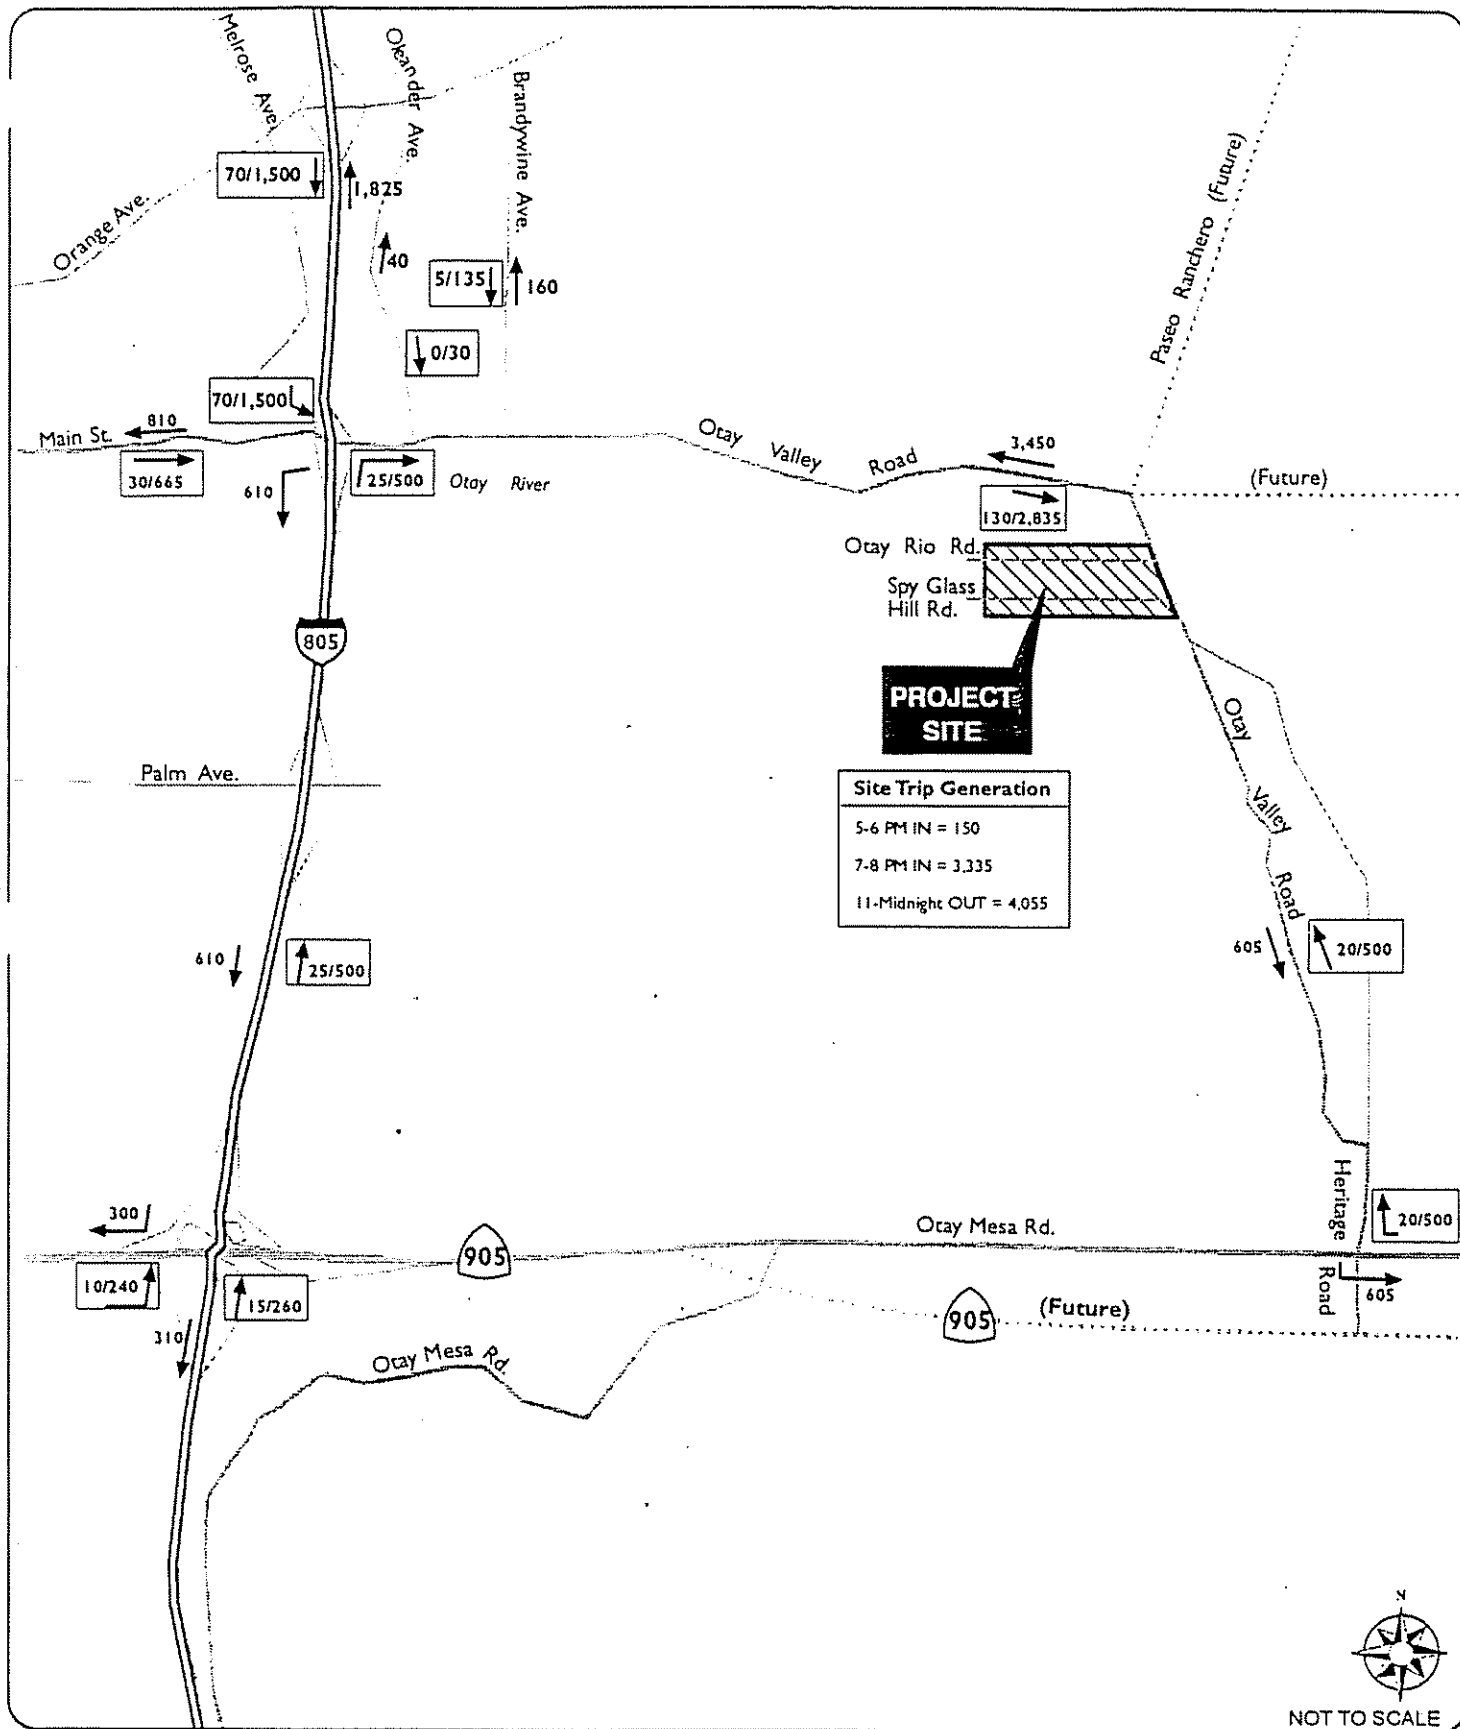 Melrose Ave.
Oleander Ave.
Brandywine Ave.
Orange Ave.
70/1,500
1,825
40
5/135
160
0/30
70/1,500
Paseo Ranchero (Future)
Main St.
810
30/665
610
25/500
Otay River
Otay Valley Road
3,450
130/2,835
(Future)
Otay Rio Rd.
Spy Glass
Hill Rd.
805
PROJECT
SITE
Palm Ave.
Site Trip Generation
5-6 PM IN = 150
7-8 PM IN = 3,335
11-Midnight OUT = 4,055
Otay Valley Road
610
25/500
605
20/500
Heritage Road
300
10/240
15/260
310
905
Otay Mesa Rd.
20/500
605
905
(Future)
Otay Mesa Rd.
N
NOT TO SCALE